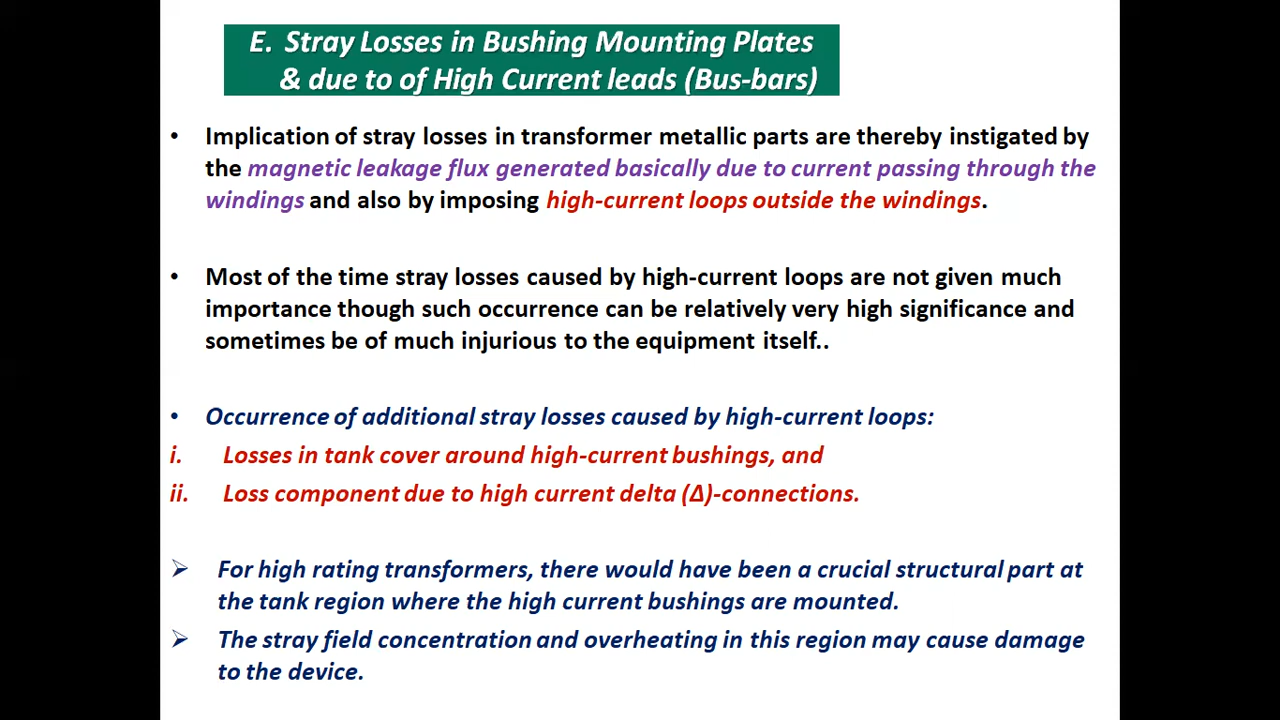 E. Stray Losses in Bushing Mounting Plates
& due to of High Current leads (Bus-bars)
• Implication of stray losses in transformer metallic parts are thereby instigated by
the magnetic leakage flux generated basically due to current passing through the
windings and also by imposing high-current loops outside the windings.
• Most of the time stray losses caused by high-current loops are not given much
importance though such occurrence can be relatively very high significance and
sometimes be of much injurious to the equipment itself..
• Occurrence of additional stray losses caused by high-current loops:
i. Losses in tank cover around high-current bushings, and
ii. Loss component due to high current delta (Δ)-connections.
➢ For high rating transformers, there would have been a crucial structural part at
the tank region where the high current bushings are mounted.
➢ The stray field concentration and overheating in this region may cause damage
to the device.